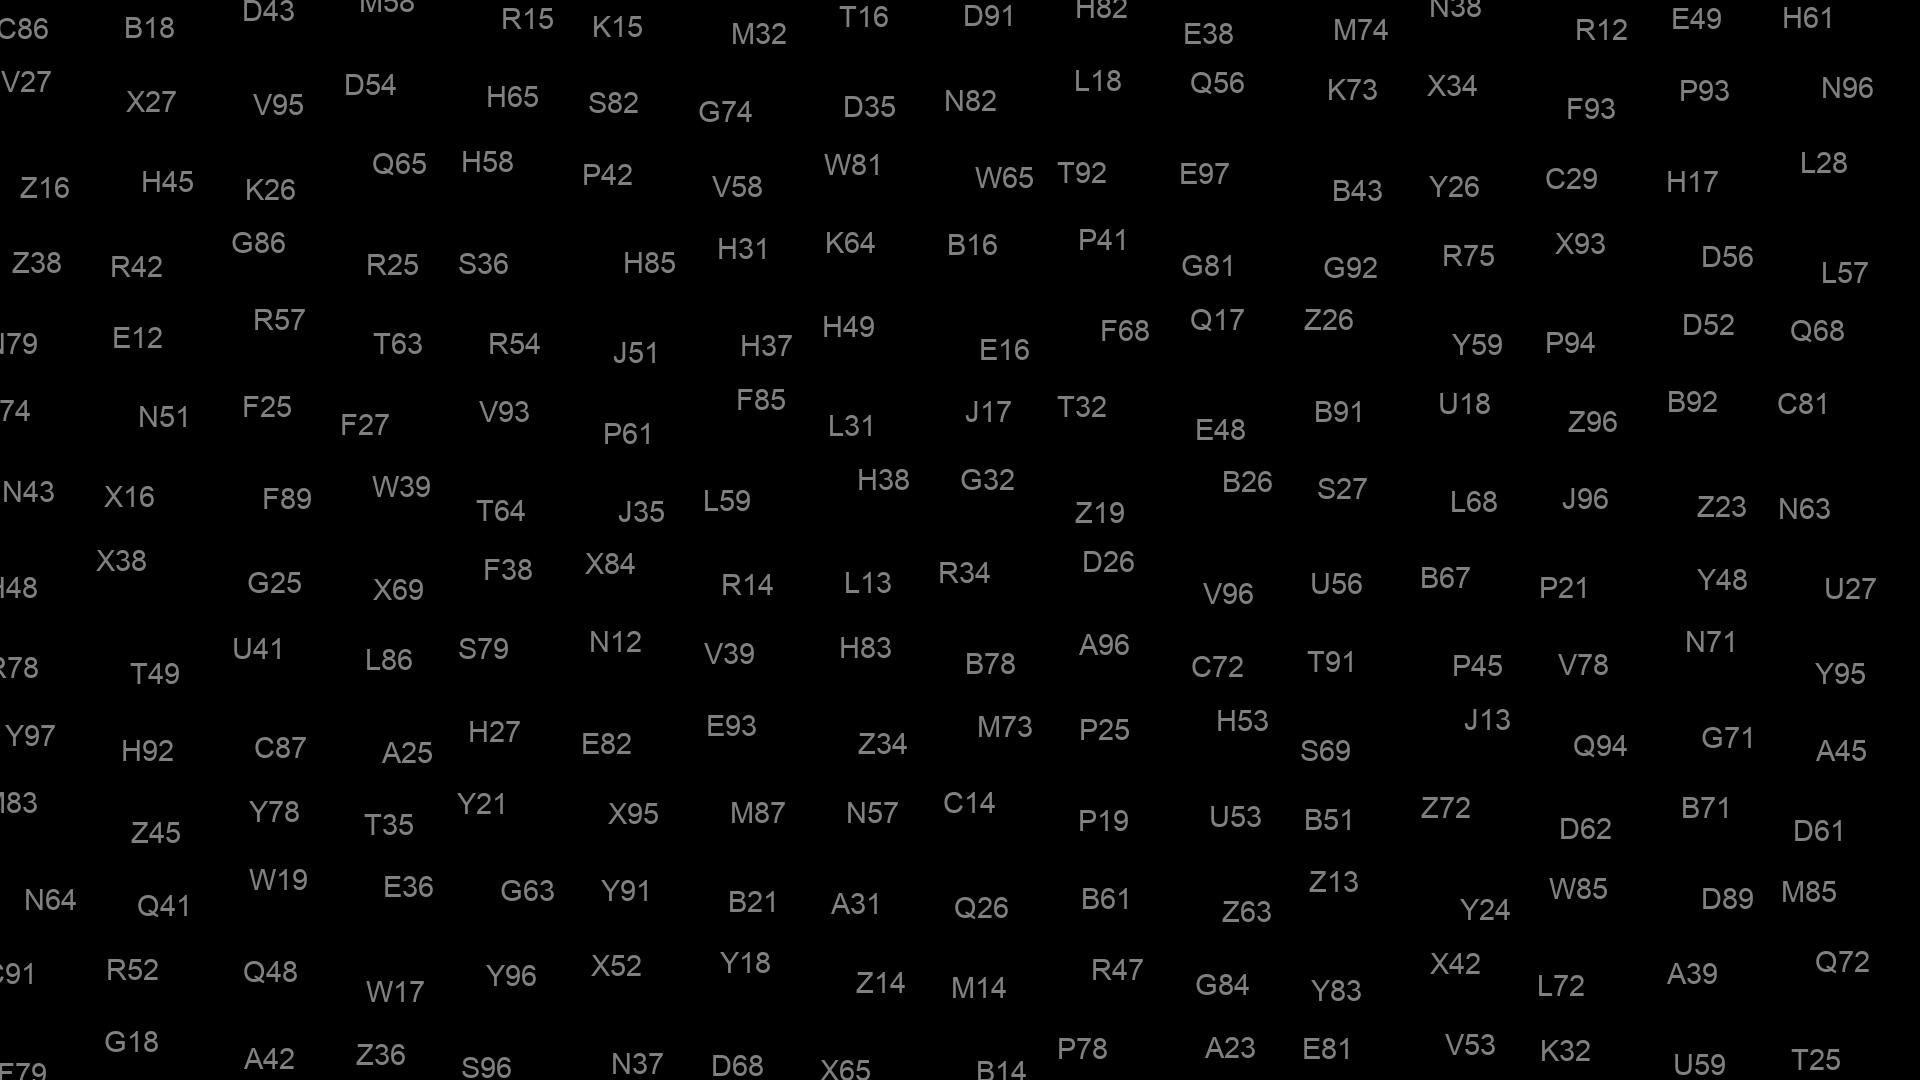 C86 B18 D43 M58 R15 K15 M32 T16 D91 H82 E38 M74 N38 R12 E49 H61
V27 X27 V95 D54 H65 S82 G74 D35 N82 L18 Q56 K73 X34 F93 P93 N96
Z16 H45 K26 Q65 H58 P42 V58 W81 W65 T92 E97 B43 Y26 C29 H17 L28
Z38 R42 G86 R25 S36 H85 H31 K64 B16 P41 G81 G92 R75 X93 D56 L57
N79 E12 R57 T63 R54 J51 H37 H49 E16 F68 Q17 Z26 Y59 P94 D52 Q68
74 N51 F25 F27 V93 P61 F85 L31 J17 T32 E48 B91 U18 Z96 B92 C81
N43 X16 F89 W39 T64 J35 L59 H38 G32 Z19 B26 S27 L68 J96 Z23 N63
H48 X38 G25 X69 F38 X84 R14 L13 R34 D26 V96 U56 B67 P21 Y48 U27
R78 T49 U41 L86 S79 N12 V39 H83 B78 A96 C72 T91 P45 V78 N71 Y95
Y97 H92 C87 A25 H27 E82 E93 Z34 M73 P25 H53 S69 J13 Q94 G71 A45
83 Z45 Y78 T35 Y21 X95 M87 N57 C14 P19 U53 B51 Z72 D62 B71 D61
N64 Q41 W19 E36 G63 Y91 B21 A31 Q26 B61 Z63 Z13 Y24 W85 D89 M85
C91 R52 Q48 W17 Y96 X52 Y18 Z14 M14 R47 G84 Y83 X42 L72 A39 Q72
79 G18 A42 Z36 S96 N37 D68 X65 B14 P78 A23 E81 V53 K32 U59 T25